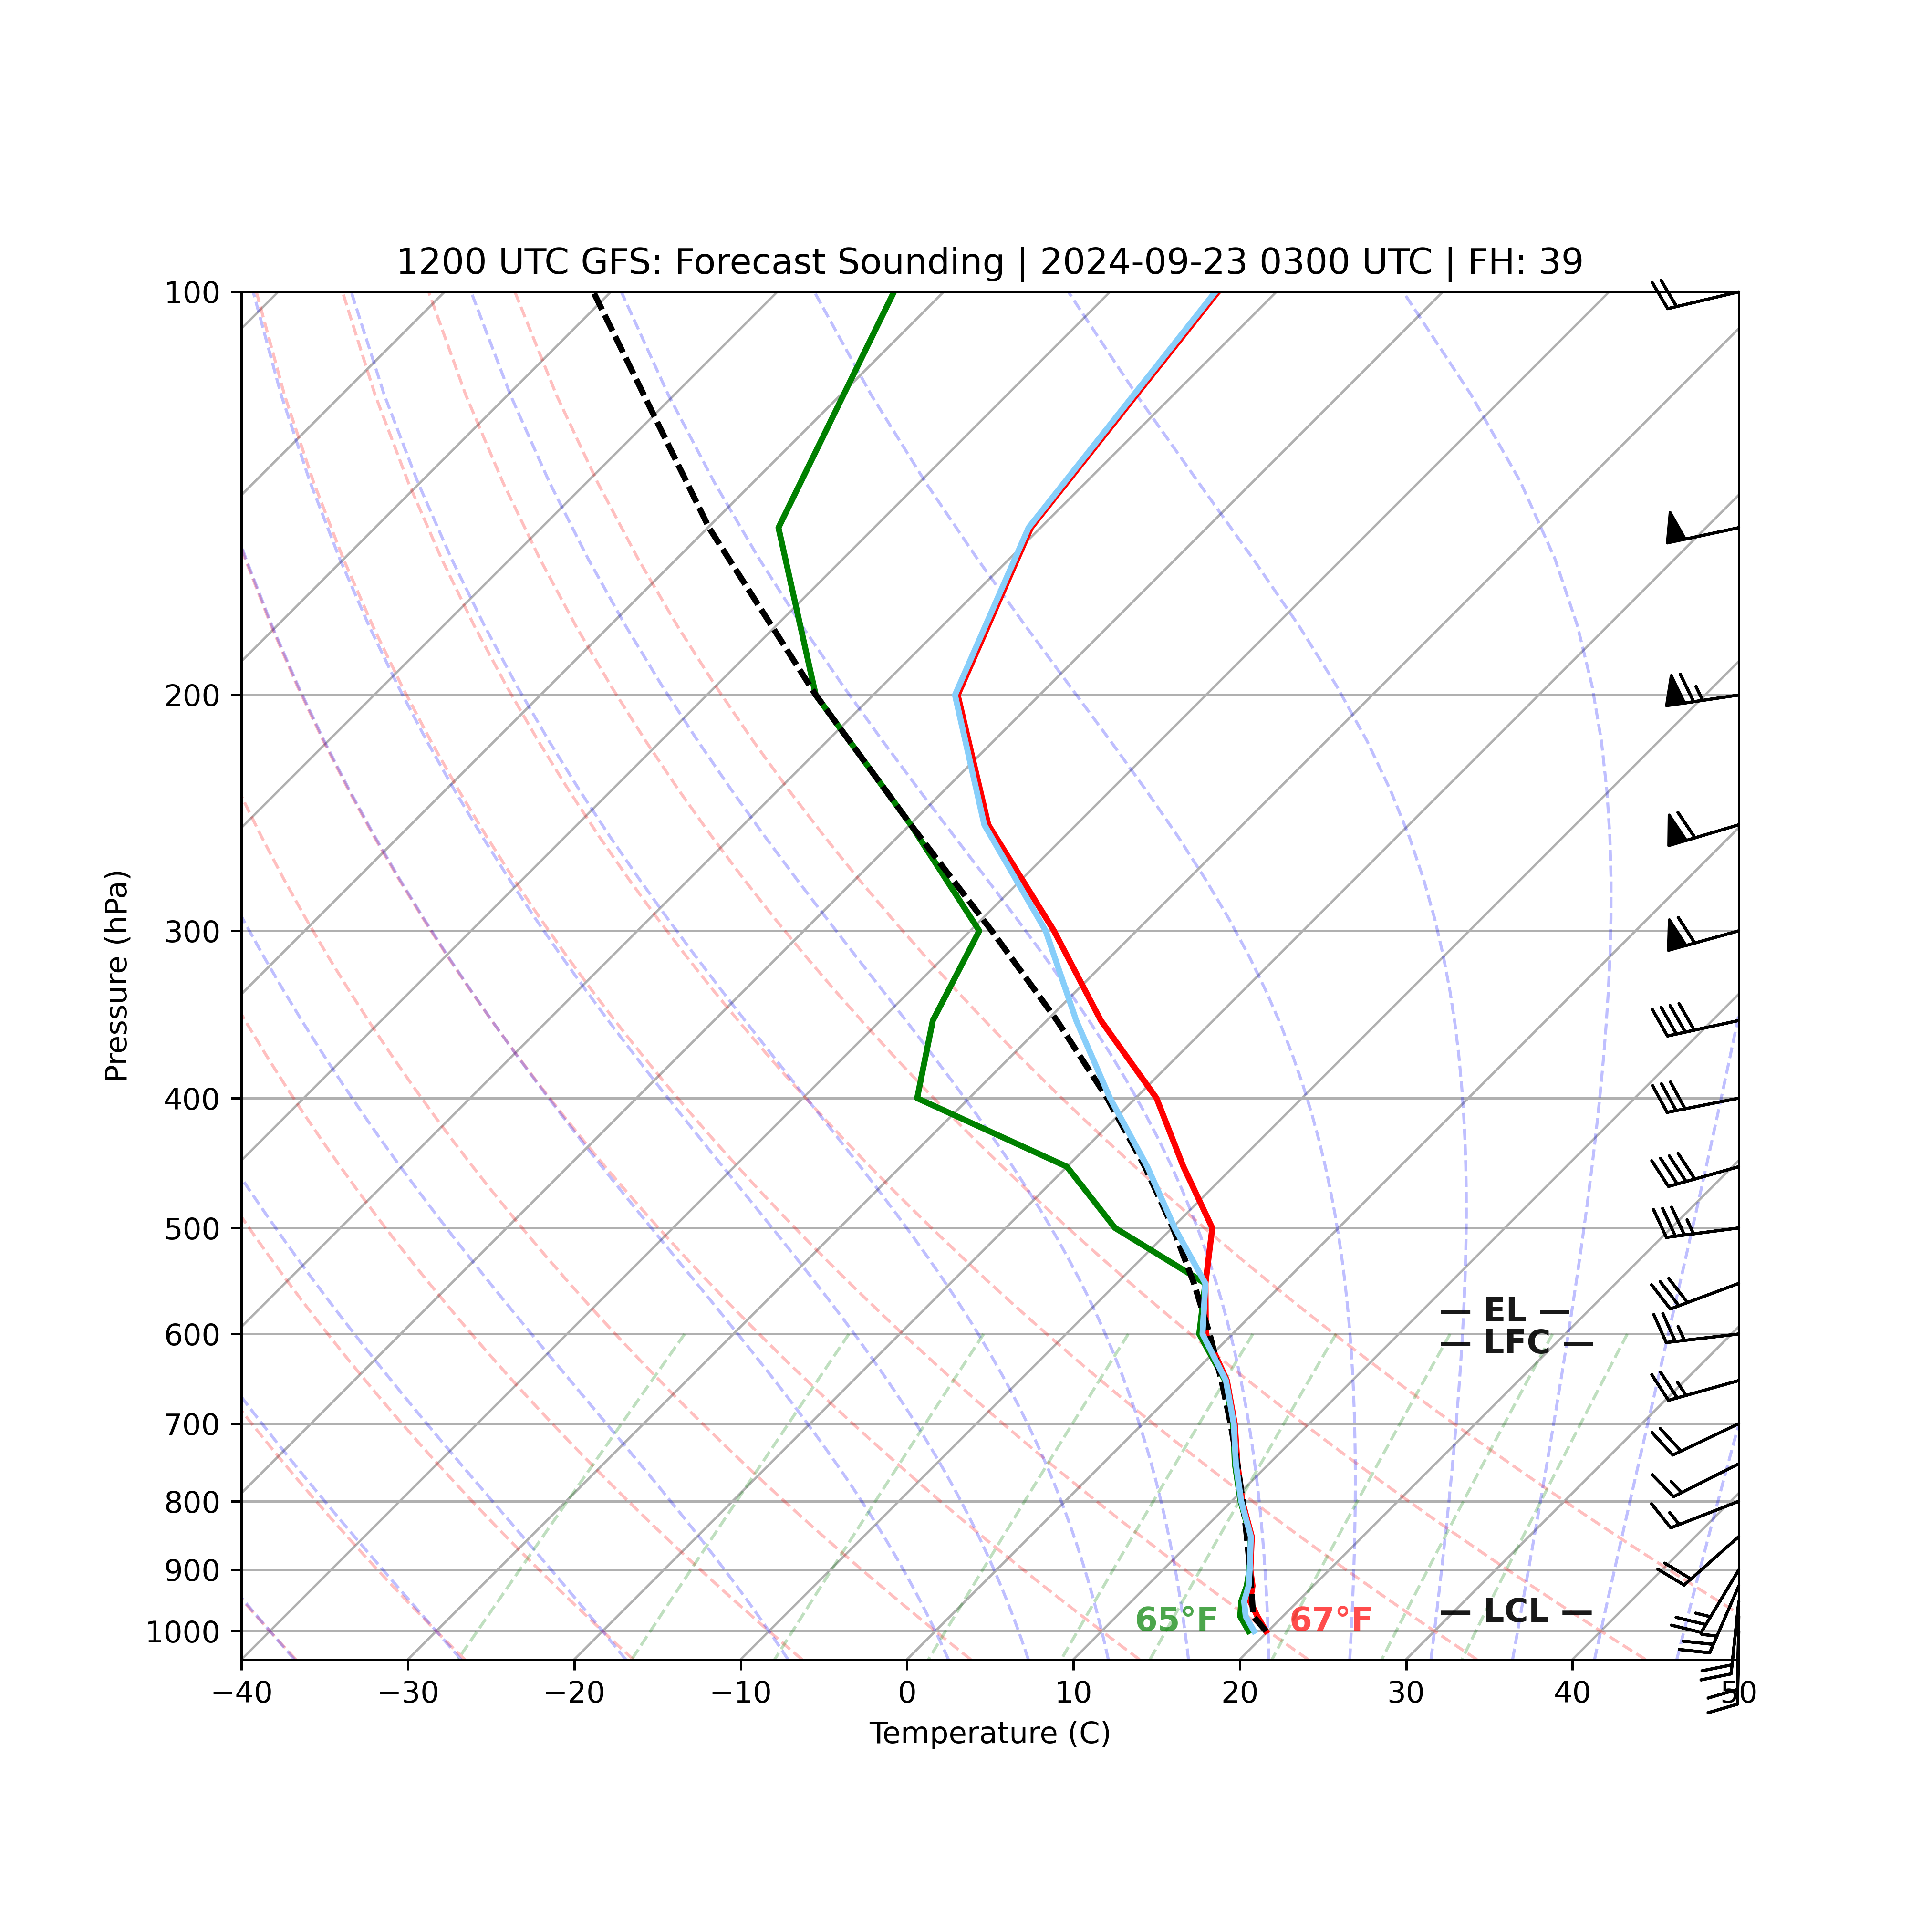 1200 UTC GFS: Forecast Sounding | 2024-09-23 0300 UTC | FH: 39
100
200
300
400
500
600
700
800
900
1000
Pressure (hPa)
— EL —
— LFC —
— LCL —
65°F 67°F
−40 −30 −20 −10 0 10 20 30 40 50
Temperature (C)